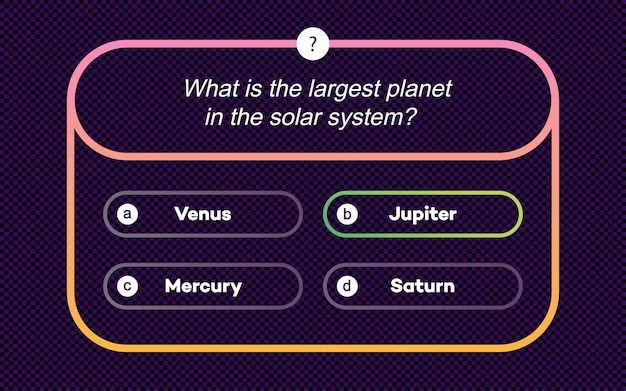 ?
What is the largest planet
in the solar system?
a Venus
b Jupiter
c Mercury
d Saturn